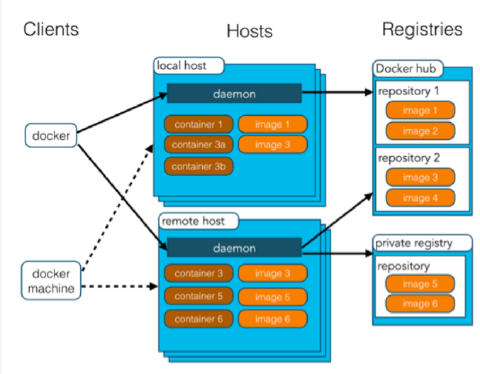 Clients
Hosts
Registries
docker
docker
machine
local host
daemon
container 1
image 1
container 3a
image 3
container 3b
remote host
daemon
container 3
image 3
container 5
image 5
container 6
image 6
Docker hub
repository 1
image 1
image 2
repository 2
image 3
image 4
private registry
repository
image 5
image 6